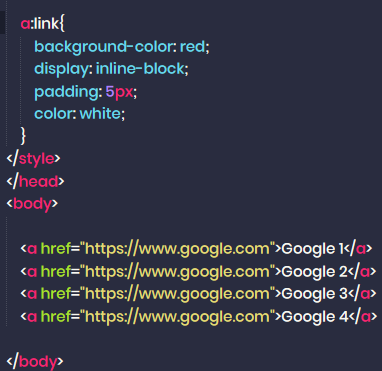 a:link{
background-color: red;
display: inline-block;
padding: 5px;
color: white;
}
</style>
</head>
<body>
<a href="https://www.google.com">Google 1</a>
<a href="https://www.google.com">Google 2</a>
<a href="https://www.google.com">Google 3</a>
<a href="https://www.google.com">Google 4</a>
</body>